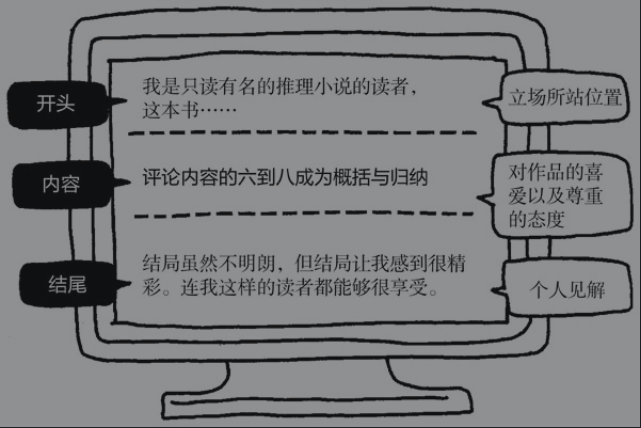 开头
我是只读有名的推理小说的读者，
这本书……
立场所站位置
内容
评论内容的六到八成为概括与归纳
对作品的喜
爱以及尊重
的态度
结尾
结局虽然不明朗，但结局让我感到很精
彩。连我这样的读者都能够很享受。
个人见解